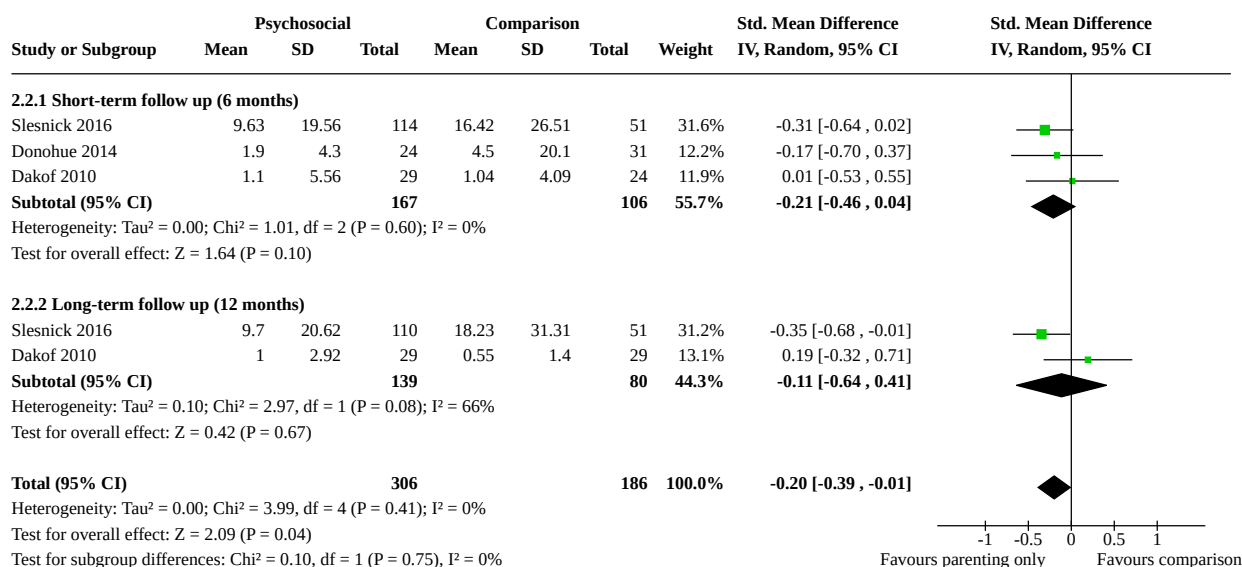 Psychosocial Comparison Std. Mean Difference Std. Mean Difference
Study or Subgroup Mean SD Total Mean SD Total Weight IV, Random, 95% CI IV, Random, 95% CI
2.2.1 Short-term follow up (6 months)
Slesnick 2016 9.63 19.56 114 16.42 26.51 51 31.6% -0.31 [-0.64 , 0.02]
Donohue 2014 1.9 4.3 24 4.5 20.1 31 12.2% -0.17 [-0.70 , 0.37]
Dakof 2010 1.1 5.56 29 1.04 4.09 24 11.9% 0.01 [-0.53 , 0.55]
Subtotal (95% CI) 167 106 55.7% -0.21 [-0.46 , 0.04]
Heterogeneity: Tau² = 0.00; Chi² = 1.01, df = 2 (P = 0.60); I² = 0%
Test for overall effect: Z = 1.64 (P = 0.10)
2.2.2 Long-term follow up (12 months)
Slesnick 2016 9.7 20.62 110 18.23 31.31 51 31.2% -0.35 [-0.68 , -0.01]
Dakof 2010 1 2.92 29 0.55 1.4 29 13.1% 0.19 [-0.32 , 0.71]
Subtotal (95% CI) 139 80 44.3% -0.11 [-0.64 , 0.41]
Heterogeneity: Tau² = 0.10; Chi² = 2.97, df = 1 (P = 0.08); I² = 66%
Test for overall effect: Z = 0.42 (P = 0.67)
Total (95% CI) 306 186 100.0% -0.20 [-0.39 , -0.01]
Heterogeneity: Tau² = 0.00; Chi² = 3.99, df = 4 (P = 0.41); I² = 0%
Test for overall effect: Z = 2.09 (P = 0.04)
-1 -0.5 0 0.5 1
Test for subgroup differences: Chi² = 0.10, df = 1 (P = 0.75), I² = 0%
Favours parenting only Favours comparison